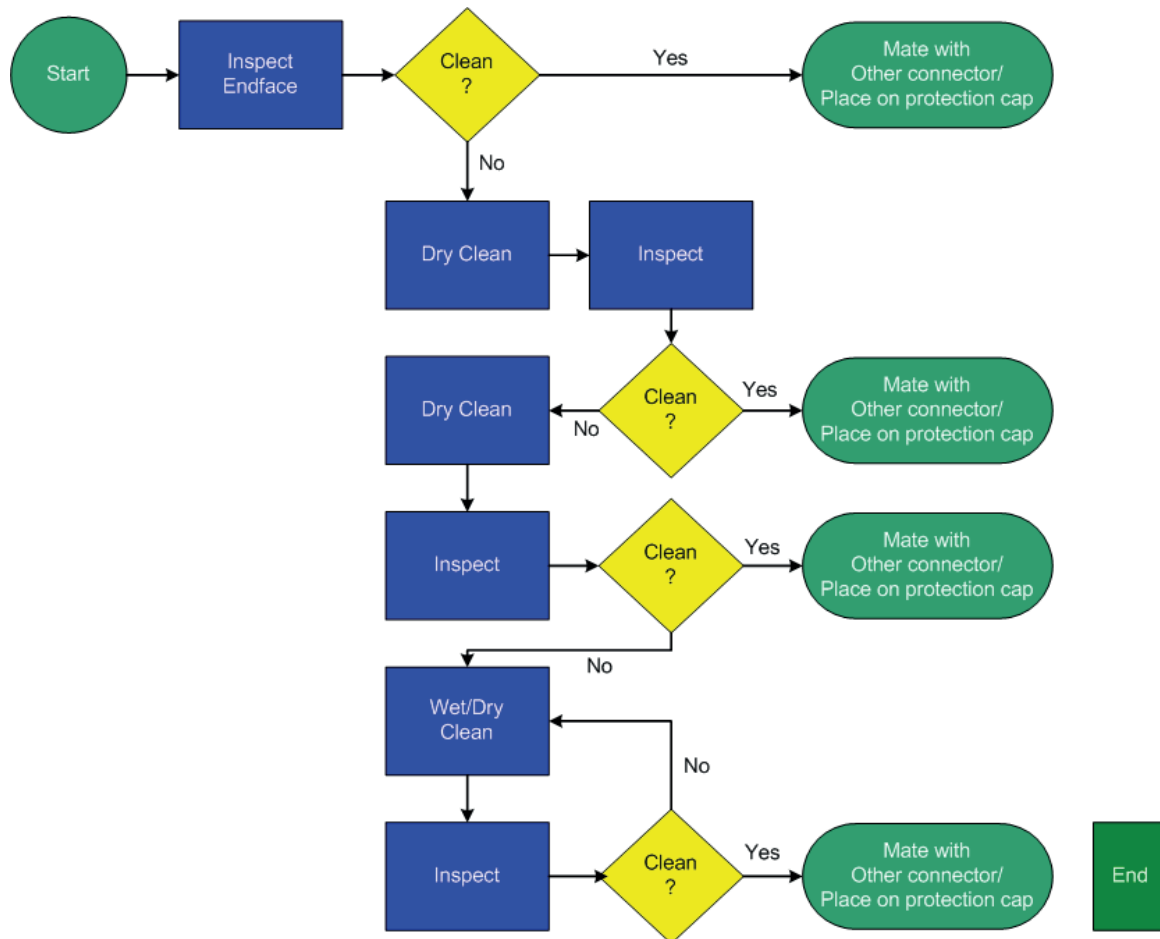 Start
Inspect
Endface
Clean
?
Yes
Mate with
Other connector/
Place on protection cap
No
Dry Clean
Inspect
Clean
?
Yes
Mate with
Other connector/
Place on protection cap
No
Dry Clean
Inspect
Clean
?
Yes
Mate with
Other connector/
Place on protection cap
No
Wet/Dry
Clean
No
Inspect
Clean
?
Yes
Mate with
Other connector/
Place on protection cap
End